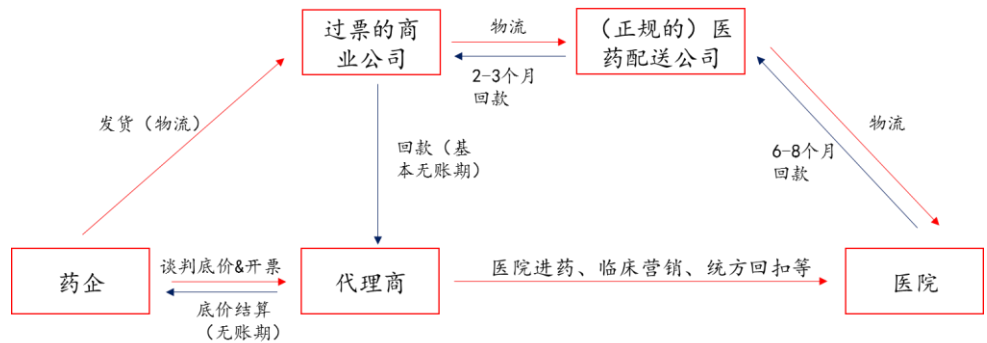 过票的商
业公司
物流
（正规的）医
药配送公司
2-3个月
回款
发货（物流）
物流
回款（基
本无账期）
6-8个月
回款
药企
谈判底价&开票
底价结算
（无账期）
代理商
医院进药、临床营销、统方回扣等
医院